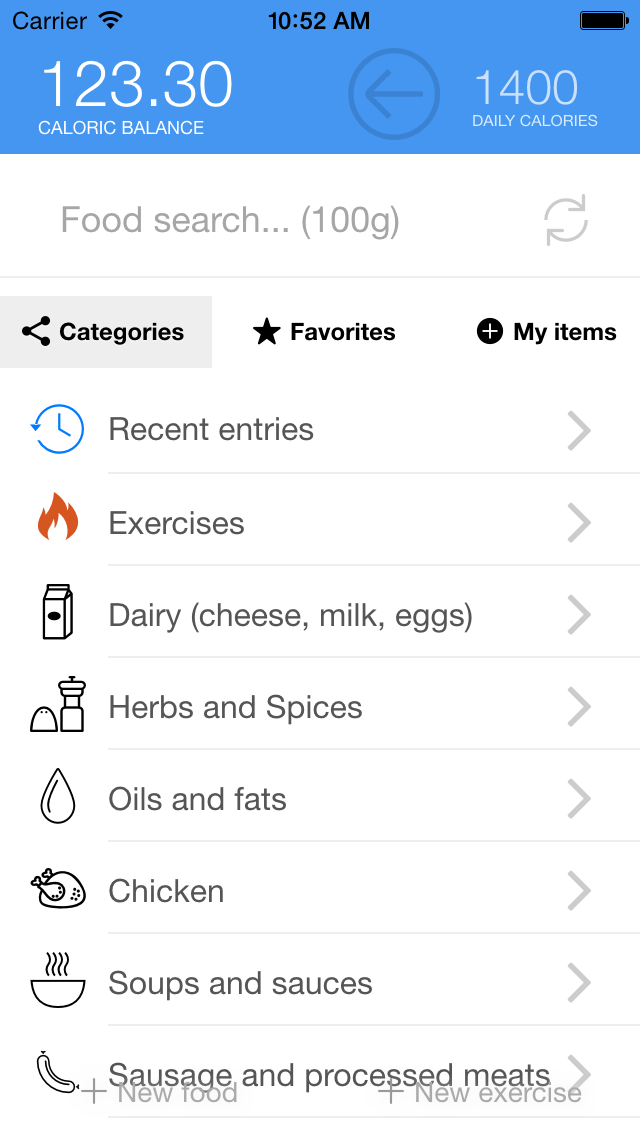 Carrier 10:52 AM
123.30 1400
CALORIC BALANCE DAILY CALORIES
Food search... (100g)
Categories Favorites My items
Recent entries
Exercises
Dairy (cheese, milk, eggs)
Herbs and Spices
Oils and fats
Chicken
Soups and sauces
Sausage and processed meats
New food New exercise